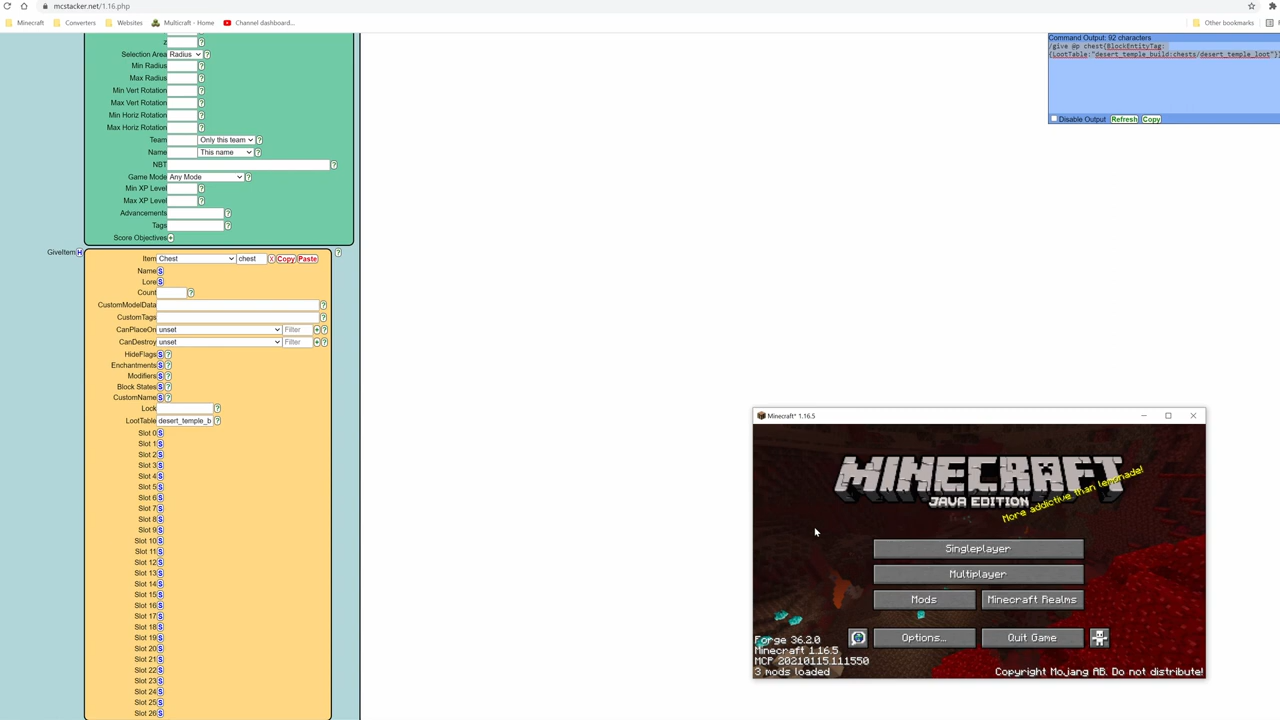 mcstacker.net/1.16.php
Minecraft
Converters
Websites
Multicraft - Home
Channel dashboard...
Other bookmarks
z ?
Selection Area Radius ?
Min Radius ?
Max Radius ?
Min Vert Rotation ?
Max Vert Rotation ?
Min Horiz Rotation ?
Max Horiz Rotation ?
Team Only this team ?
Name This name ?
NBT ?
Game Mode Any Mode ?
Min XP Level ?
Max XP Level ?
Advancements ?
Tags ?
Score Objectives +
GiveItem H ?
Item Chest chest X Copy Paste
Name S
Lore S
Count ?
CustomModelData ?
CustomTags ?
CanPlaceOn unset Filter + ?
CanDestroy unset Filter + ?
HideFlags S ?
Enchantments S ?
Modifiers S ?
Block States S ?
CustomName S ?
Lock ?
LootTable desert_temple_b ?
Slot 0 S
Slot 1 S
Slot 2 S
Slot 3 S
Slot 4 S
Slot 5 S
Slot 6 S
Slot 7 S
Slot 8 S
Slot 9 S
Slot 10 S
Slot 11 S
Slot 12 S
Slot 13 S
Slot 14 S
Slot 15 S
Slot 16 S
Slot 17 S
Slot 18 S
Slot 19 S
Slot 20 S
Slot 21 S
Slot 22 S
Slot 23 S
Slot 24 S
Slot 25 S
Slot 26 S
Command Output: 92 characters
/give @p chest{BlockEntityTag:
{LootTable:"desert_temple_build:chests/desert_temple_loot"}}
Disable Output Refresh Copy
Minecraft* 1.16.5
MINECRAFT
JAVA EDITION
More addictive than lemonade!
Singleplayer
Multiplayer
Mods
Minecraft Realms
Options...
Quit Game
Forge 36.2.0
Minecraft 1.16.5
MCP 20210115.111550
3 mods loaded
Copyright Mojang AB. Do not distribute!